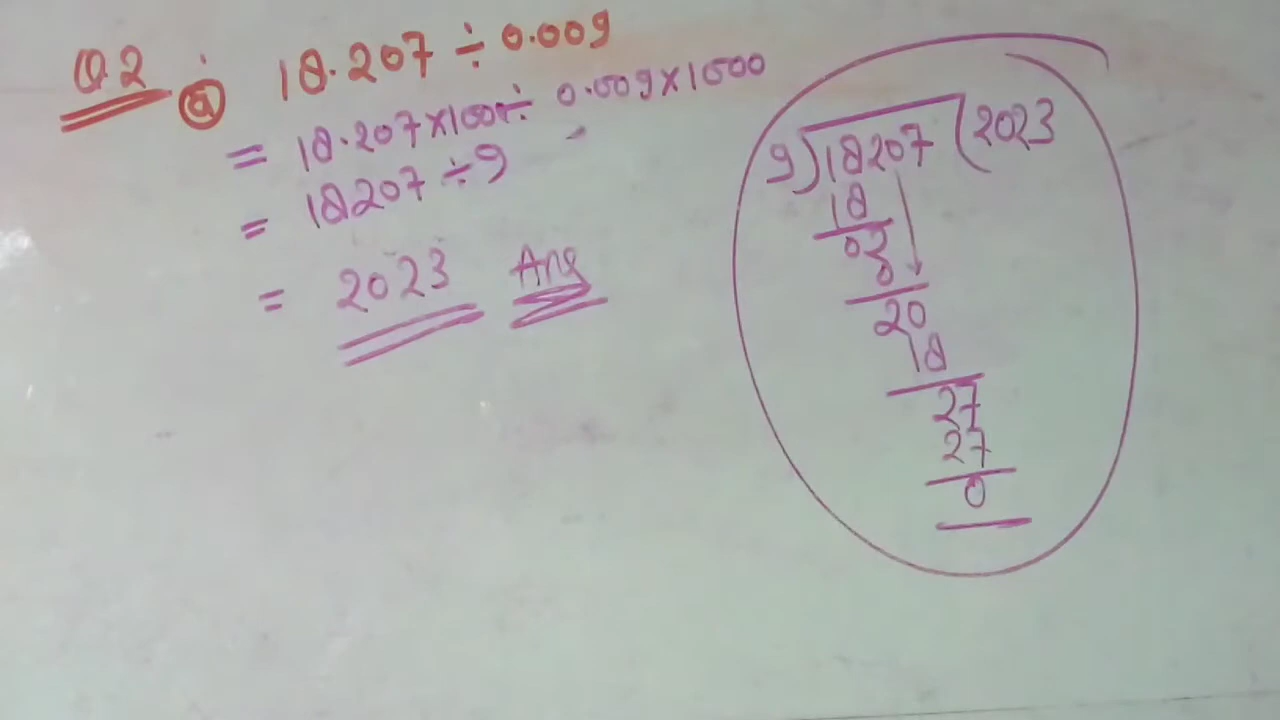 Q.2 (a) 18.207 ÷ 0.009
= 18.207×1000÷ 0.009×1000
= 18207 ÷9
= 2023 Ans
9)18207(2023
18
02
0
20
18
27
27
0